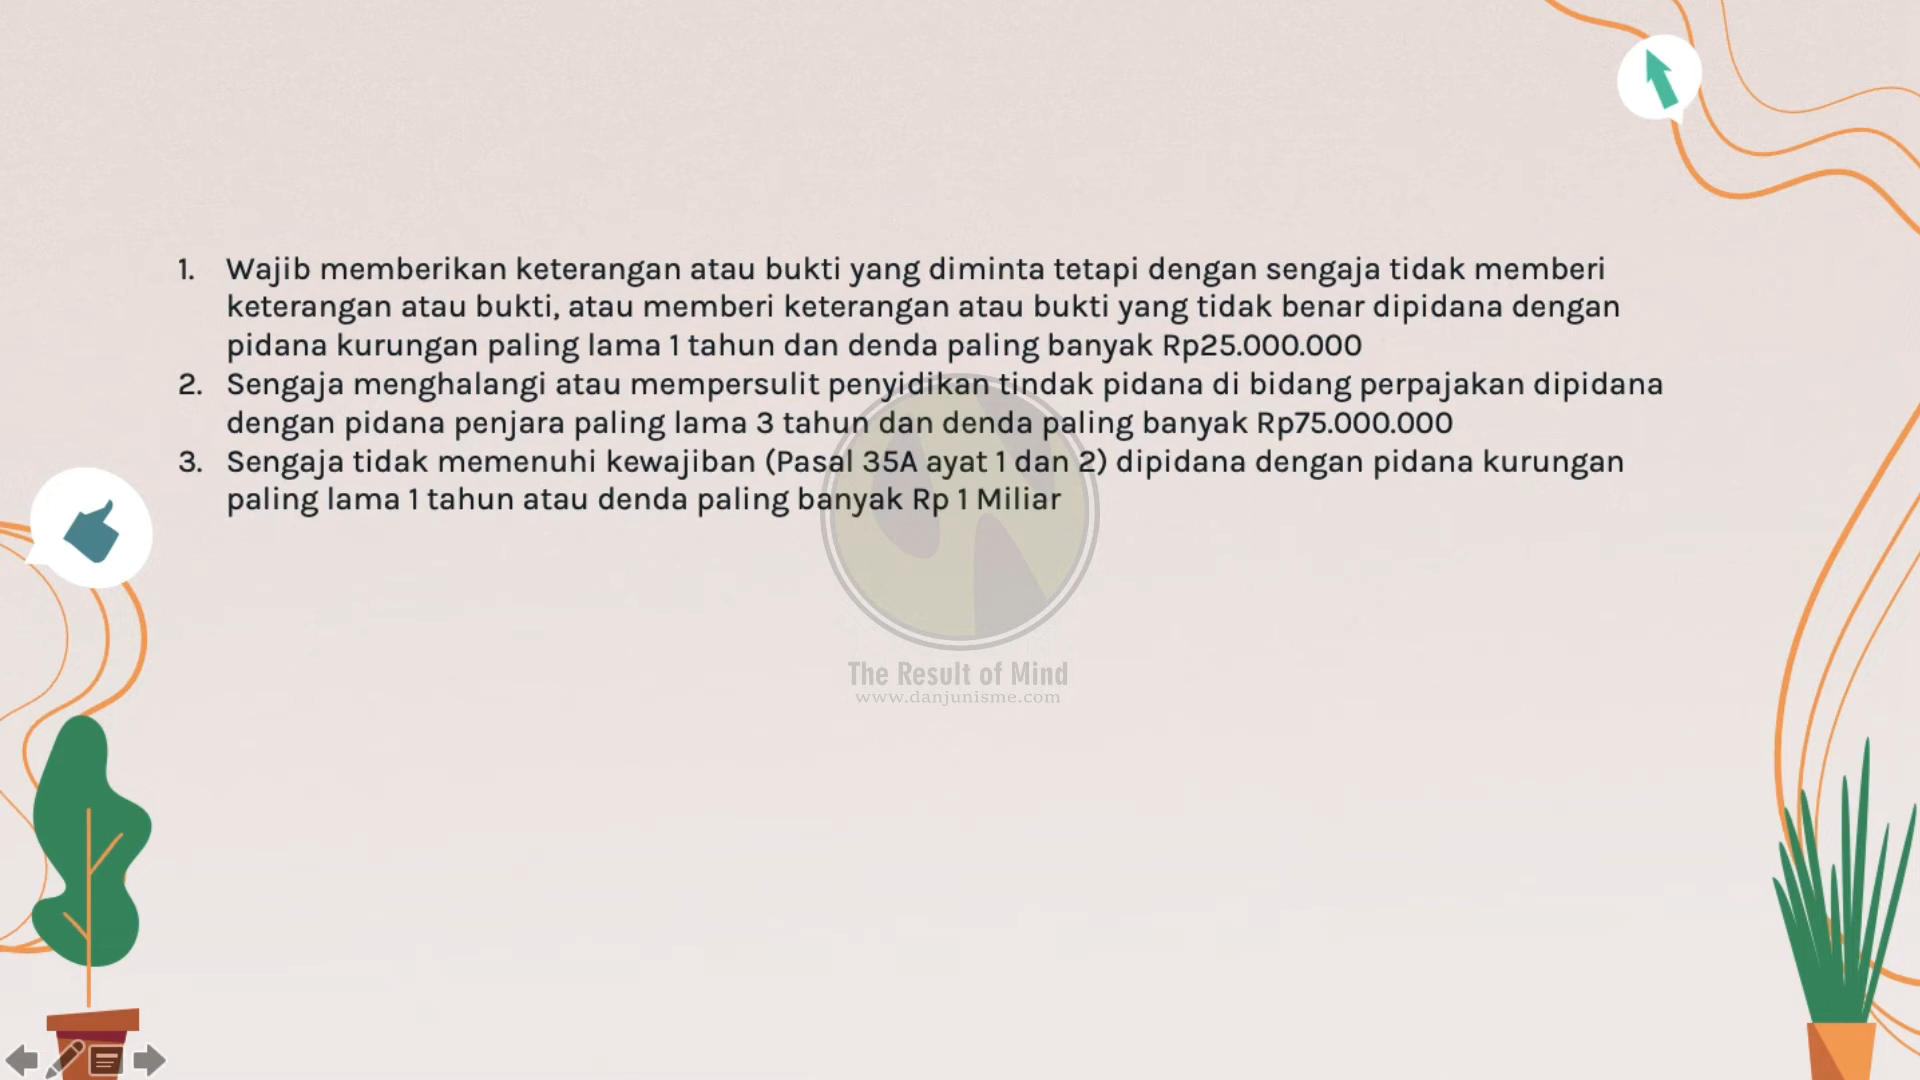 1. Wajib memberikan keterangan atau bukti yang diminta tetapi dengan sengaja tidak memberi
keterangan atau bukti, atau memberi keterangan atau bukti yang tidak benar dipidana dengan
pidana kurungan paling lama 1 tahun dan denda paling banyak Rp25.000.000
2. Sengaja menghalangi atau mempersulit penyidikan tindak pidana di bidang perpajakan dipidana
dengan pidana penjara paling lama 3 tahun dan denda paling banyak Rp75.000.000
3. Sengaja tidak memenuhi kewajiban (Pasal 35A ayat 1 dan 2) dipidana dengan pidana kurungan
paling lama 1 tahun atau denda paling banyak Rp 1 Miliar
The Result of Mind
www.danjunisme.com